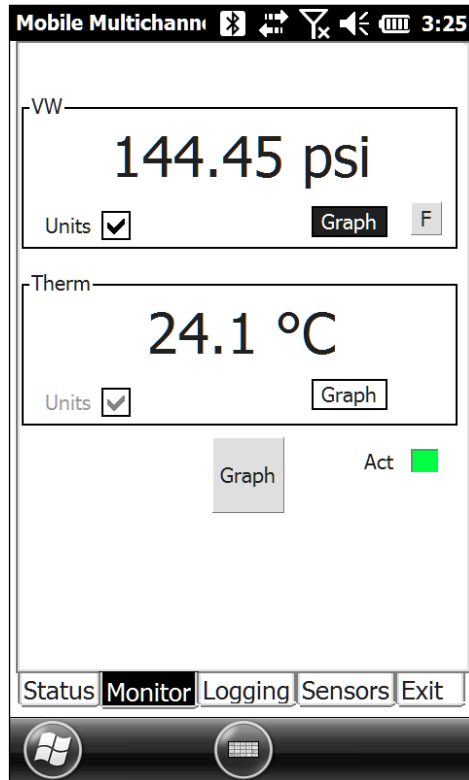 Mobile Multichann 3:25
VW
144.45 psi
Units Graph F
Therm
24.1 °C
Units Graph
Graph Act
Status Monitor Logging Sensors Exit